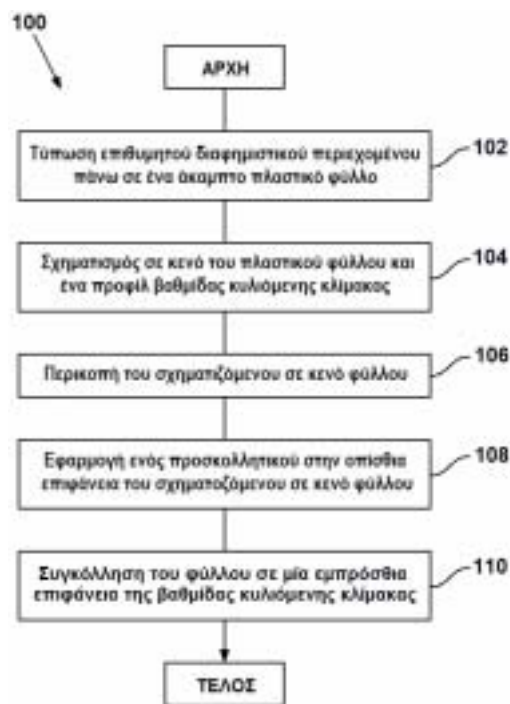 100
ΑΡΧΗ
Τύπωση επιθυμητού διαφημιστικού περιεχομένου
πάνω σε ένα άκαμπτο πλαστικό φύλλο
102
Σχηματισμός σε κενό του πλαστικού φύλλου και
ένα προφίλ βαθμίδας κυλιόμενης κλίμακας
104
Περικοπή του σχηματιζόμενου σε κενό φύλλου
106
Εφαρμογή ενός προσκολλητικού στην οπίσθια
επιφάνεια του σχηματοζόμενου σε κενό φύλλου
108
Συγκόλληση του φύλλου σε μία εμπρόσθια
επιφάνεια της βαθμίδας κυλιόμενης κλίμακας
110
ΤΕΛΟΣ